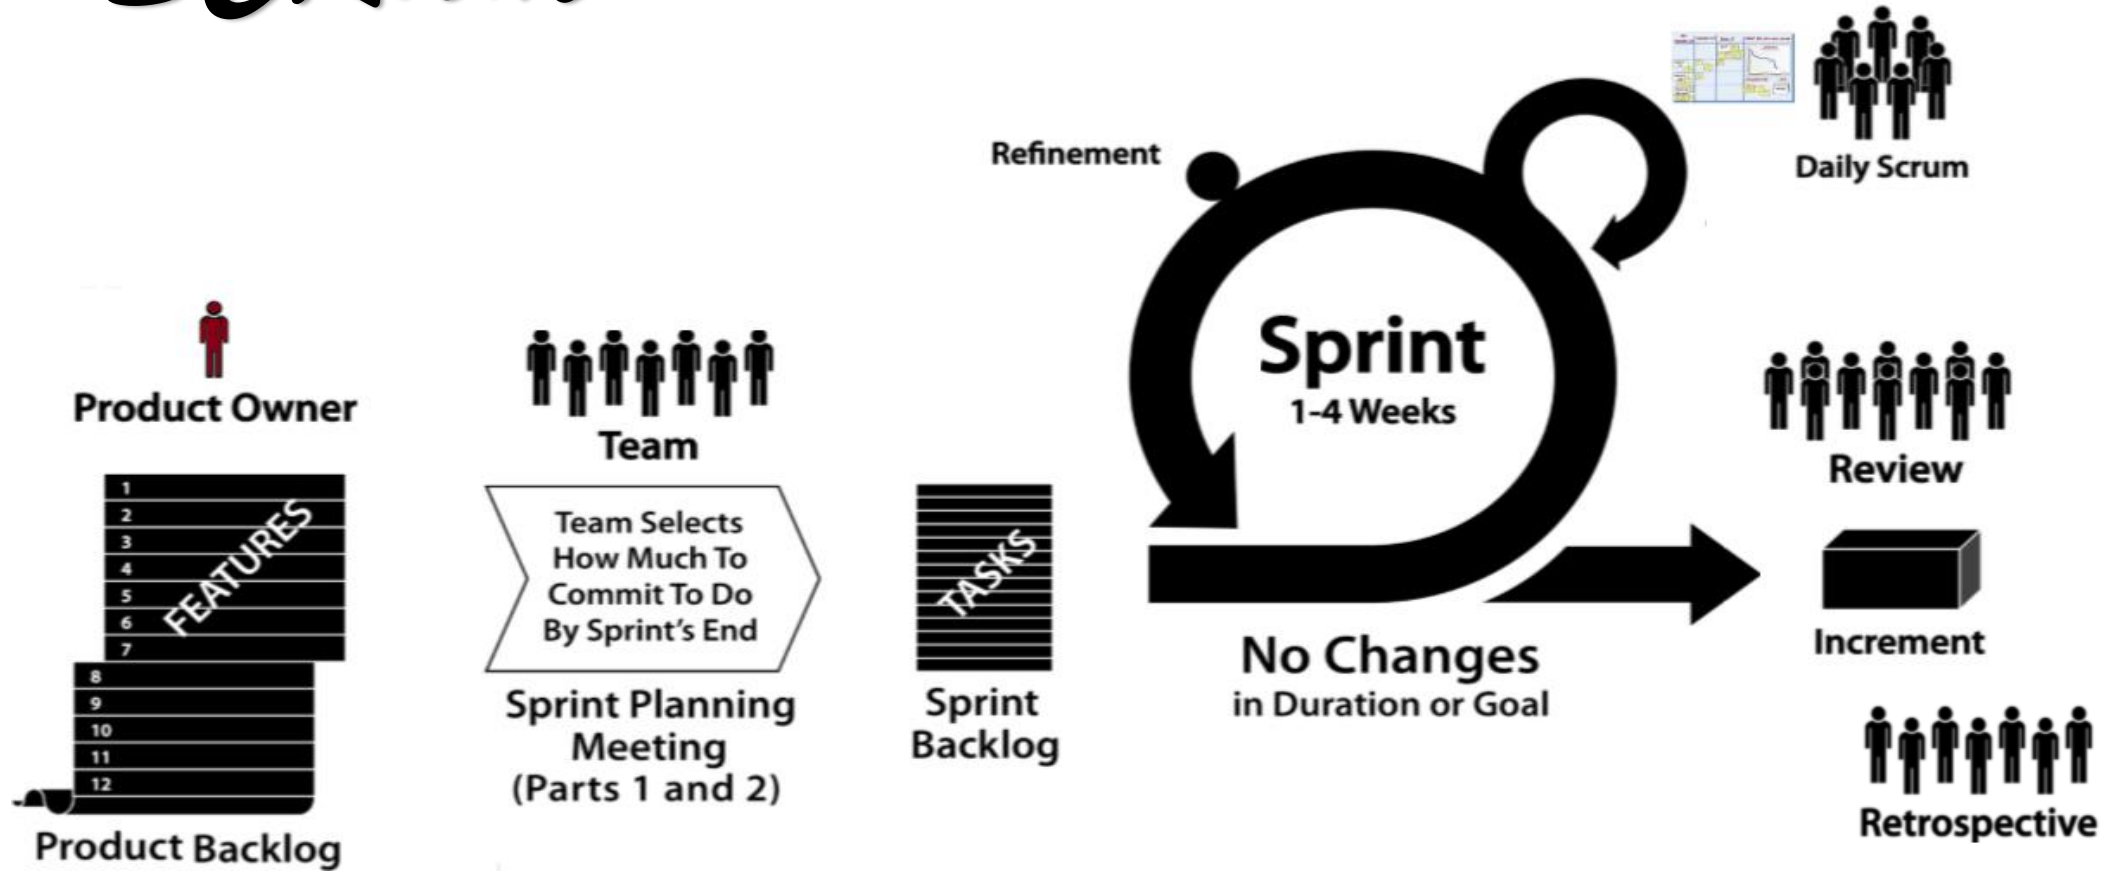 Refinement
Daily Scrum
Product Owner
1
2
3
4
5
6
7
8
9
10
11
12
FEATURES
Product Backlog
Team
Team Selects
How Much To
Commit To Do
By Sprint's End
Sprint Planning
Meeting
(Parts 1 and 2)
TASKS
Sprint
Backlog
Sprint
1-4 Weeks
No Changes
in Duration or Goal
Review
Increment
Retrospective